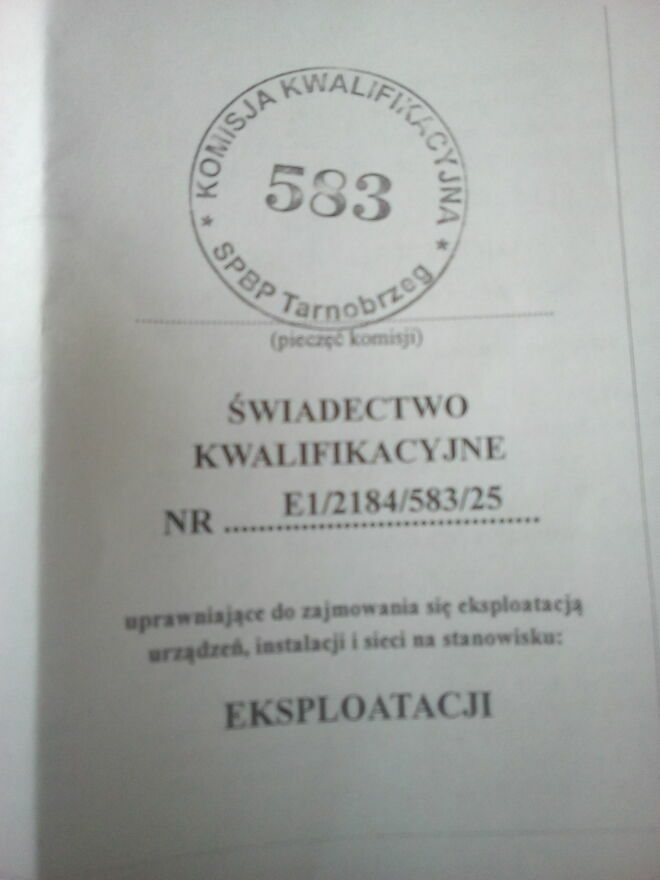 * KOMISJA KWALIFIKACYJNA *
583
SPBP Tarnobrzeg
(pieczęć komisji)
ŚWIADECTWO
KWALIFIKACYJNE
NR E1/2184/583/25
uprawniające do zajmowania się eksploatacją
urządzeń, instalacji i sieci na stanowisku:
EKSPLOATACJI